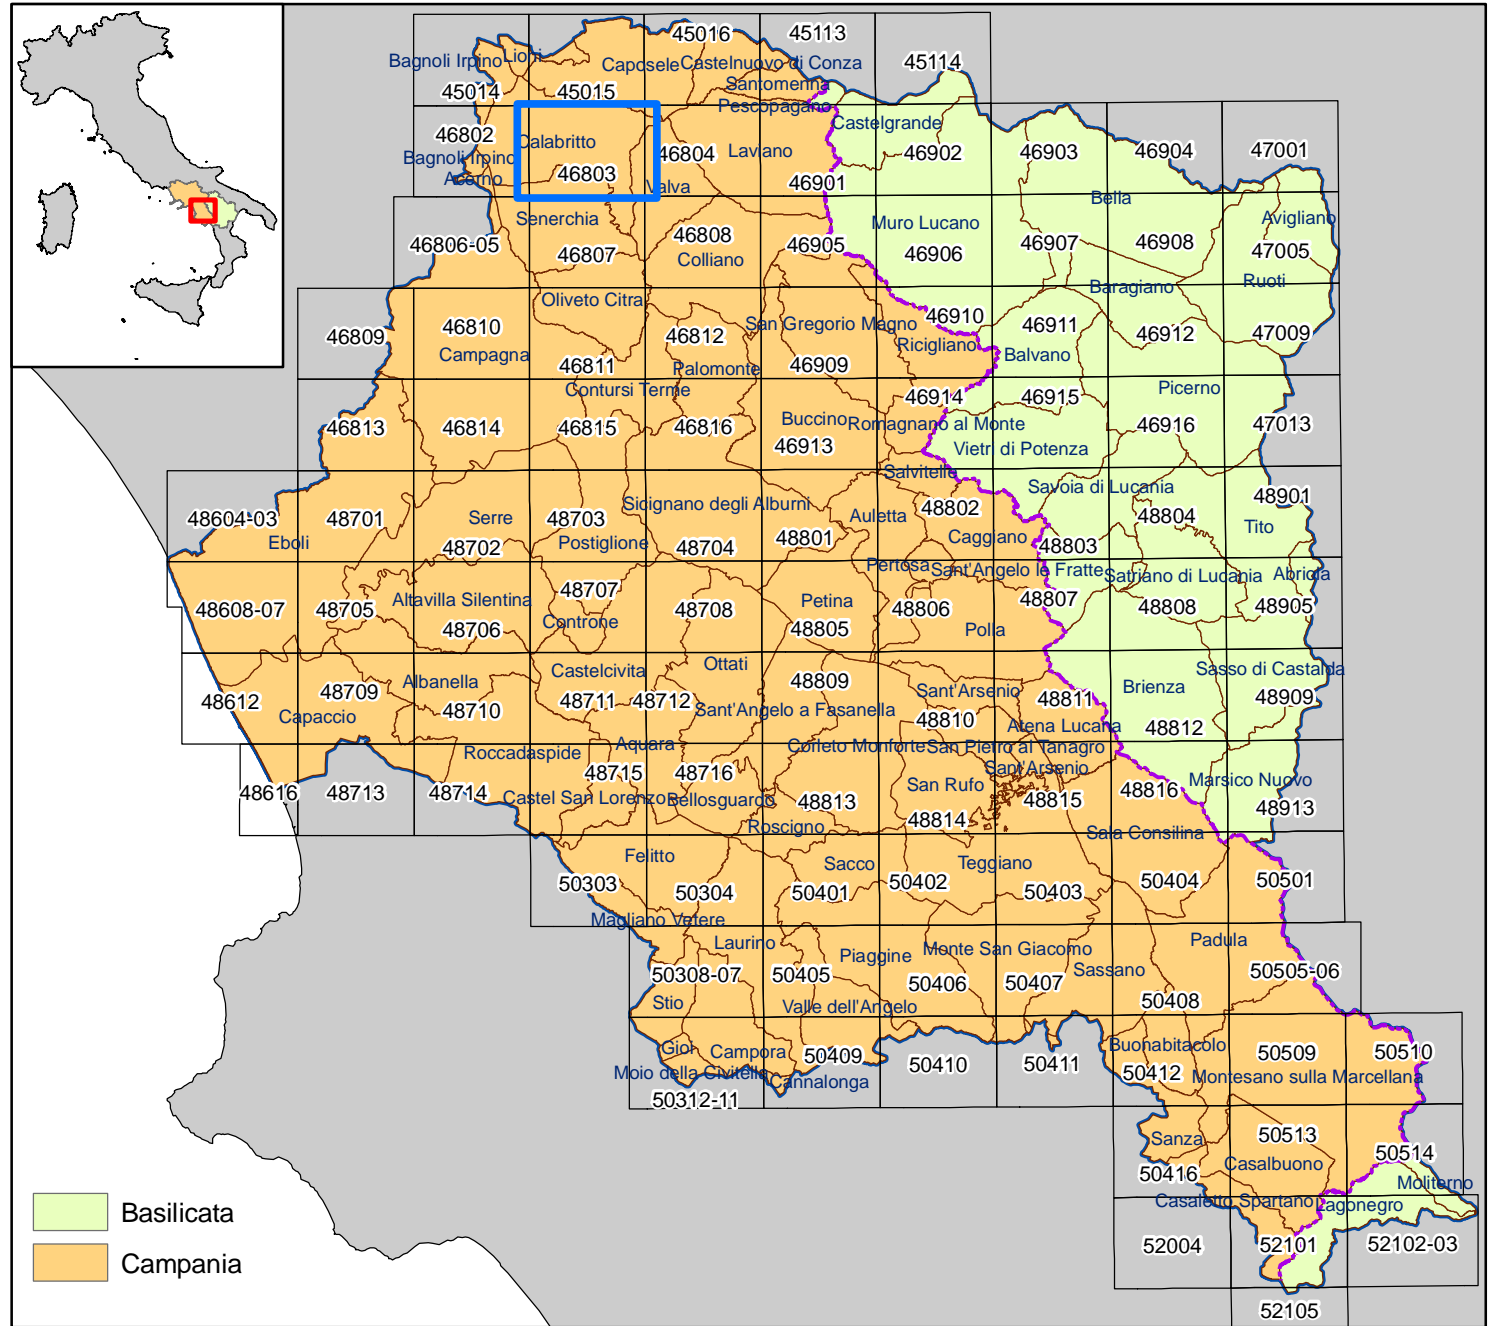 45016
45113
Bagnoli Irpino
Lioni
Caposele
Castelnuovo di Conza
45114
45014
45015
Santomenna
Pescopagano
46802
Calabritto
46804
Laviano
Castelgrande
46902
46903
46904
47001
Bagnoli Irpino
Acerno
46803
Valva
46901
Bella
Senerchia
Muro Lucano
Avigliano
46806-05
46807
46808
Colliano
46905
46906
46907
46908
47005
Oliveto Citra
Baragiano
Ruoti
46809
46810
Campagna
46812
San Gregorio Magno
46910
Ricigliano
46911
Balvano
46912
47009
46811
Palomonte
46909
Contursi Terme
46914
46915
Picerno
46813
46814
46815
46816
Buccino
Romagnano al Monte
46913
Vietri di Potenza
46916
47013
Salvitelle
Savoia di Lucania
48604-03
Eboli
48701
Serre
48702
48703
Postiglione
Sicignano degli Alburni
48704
48801
Auletta
48802
Caggiano
48803
48804
48901
Tito
Pertosa
Sant'Angelo le Fratte
Satriano di Lucania
Abriola
48608-07
48705
Altavilla Silentina
48706
48707
Controne
48708
Petina
48805
48806
Polla
48807
48808
48905
48612
48709
Capaccio
Albanella
48710
Castelcivita
48711
48712
Ottati
Sant'Angelo a Fasanella
48809
Sant'Arsenio
48810
48811
Atena Lucana
Brienza
48812
Sasso di Castalda
48909
Roccadaspide
Aquara
Corleto Monforte
San Pietro al Tanagro
Sant'Arsenio
48616
48713
48714
Castel San Lorenzo
48715
48716
Bellosguardo
48813
Roscigno
San Rufo
48814
48815
48816
Marsico Nuovo
48913
Sala Consilina
Felitto
50303
50304
Sacco
50401
50402
Teggiano
50403
50404
50501
Magliano Vetere
Laurino
Piaggine
Monte San Giacomo
Padula
50308-07
Stio
50405
Valle dell'Angelo
50406
50407
Sassano
50408
50505-06
Gioi
Campora
Moio della Civitella
Cannalonga
50409
50410
50411
Buonabitacolo
50412
50509
Montesano sulla Marcellana
50510
50312-11
Sanza
50416
50513
Casalbuono
50514
Moliterno
Casaletto Spartano
Lagonegro
52004
52101
52102-03
52105
Basilicata
Campania